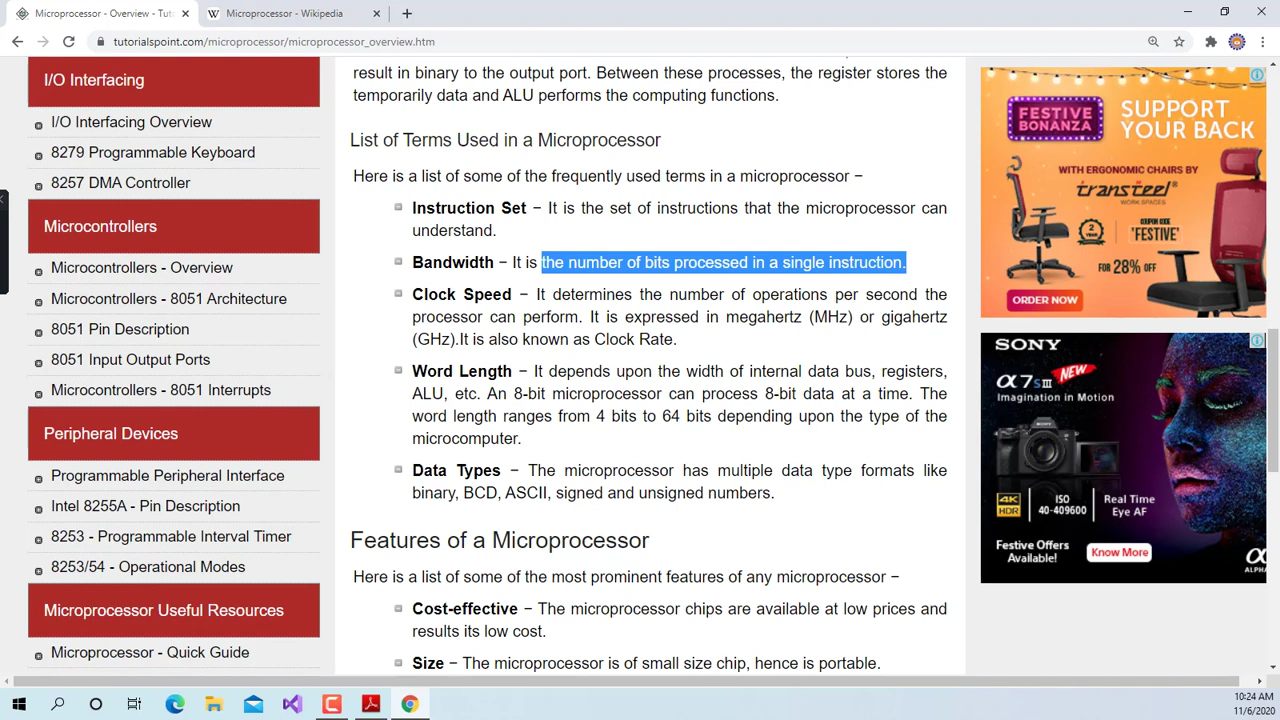 Microprocessor - Overview - Tut
Microprocessor - Wikipedia
tutorialspoint.com/microprocessor/microprocessor_overview.htm
I/O Interfacing
I/O Interfacing Overview
8279 Programmable Keyboard
8257 DMA Controller
Microcontrollers
Microcontrollers - Overview
Microcontrollers - 8051 Architecture
8051 Pin Description
8051 Input Output Ports
Microcontrollers - 8051 Interrupts
Peripheral Devices
Programmable Peripheral Interface
Intel 8255A - Pin Description
8253 - Programmable Interval Timer
8253/54 - Operational Modes
Microprocessor Useful Resources
Microprocessor - Quick Guide
result in binary to the output port. Between these processes, the register stores the
temporarily data and ALU performs the computing functions.
List of Terms Used in a Microprocessor
Here is a list of some of the frequently used terms in a microprocessor −
Instruction Set − It is the set of instructions that the microprocessor can
understand.
Bandwidth − It is the number of bits processed in a single instruction.
Clock Speed − It determines the number of operations per second the
processor can perform. It is expressed in megahertz (MHz) or gigahertz
(GHz).It is also known as Clock Rate.
Word Length − It depends upon the width of internal data bus, registers,
ALU, etc. An 8-bit microprocessor can process 8-bit data at a time. The
word length ranges from 4 bits to 64 bits depending upon the type of the
microcomputer.
Data Types − The microprocessor has multiple data type formats like
binary, BCD, ASCII, signed and unsigned numbers.
Features of a Microprocessor
Here is a list of some of the most prominent features of any microprocessor −
Cost-effective − The microprocessor chips are available at low prices and
results its low cost.
Size − The microprocessor is of small size chip, hence is portable.
FESTIVE
BONANZA
SUPPORT
YOUR BACK
WITH ERGONOMIC CHAIRS BY
transteel
WORK SPACES
2
YEAR
COUPON CODE
'FESTIVE'
FOR 28% OFF
ORDER NOW
SONY
α7SIII NEW
Imagination in Motion
4K
HDR
ISO
40-409600
Real Time
Eye AF
Festive Offers
Available!
Know More
α
ALPHA
10:24 AM
11/6/2020